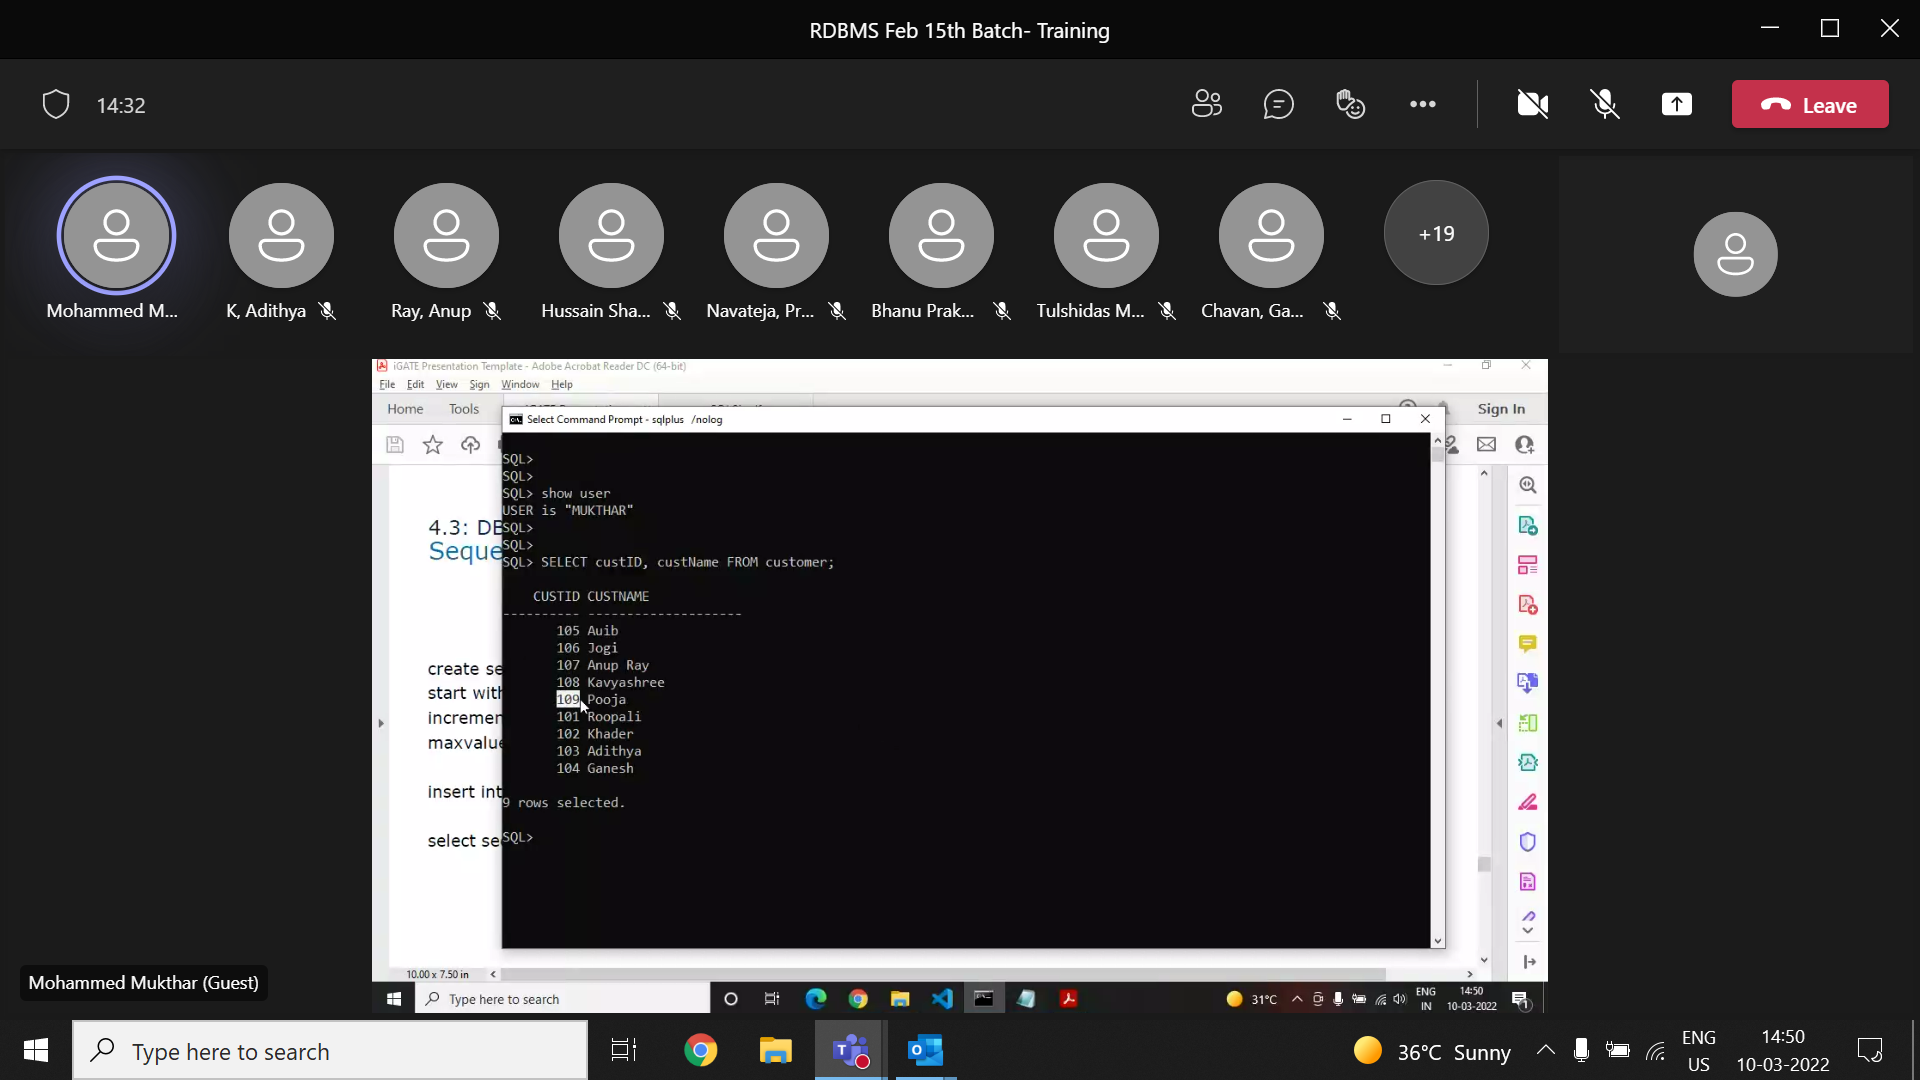 RDBMS Feb 15th Batch- Training
14:32
Leave
+19
Mohammed M...
K, Adithya
Ray, Anup
Hussain Sha...
Navateja, Pr...
Bhanu Prak...
Tulshidas M...
Chavan, Ga...
iGATE Presentation Template - Adobe Acrobat Reader DC (64-bit)
File Edit View Sign Window Help
Home Tools
Sign In
Select Command Prompt - sqlplus /nolog
4.3: DB
Seque
create se
start with
incremen
maxvalue
insert int
select se
SQL>
SQL>
SQL> show user
USER is "MUKTHAR"
SQL>
SQL>
SQL> SELECT custID, custName FROM customer;
CUSTID CUSTNAME
---------- --------------------
105 Auib
106 Jogi
107 Anup Ray
108 Kavyashree
109 Pooja
101 Roopali
102 Khader
103 Adithya
104 Ganesh
9 rows selected.
SQL>
10.00 x 7.50 in
Mohammed Mukthar (Guest)
Type here to search
31°C
ENG
IN
14:50
10-03-2022
1
Type here to search
36°C Sunny
ENG
US
14:50
10-03-2022